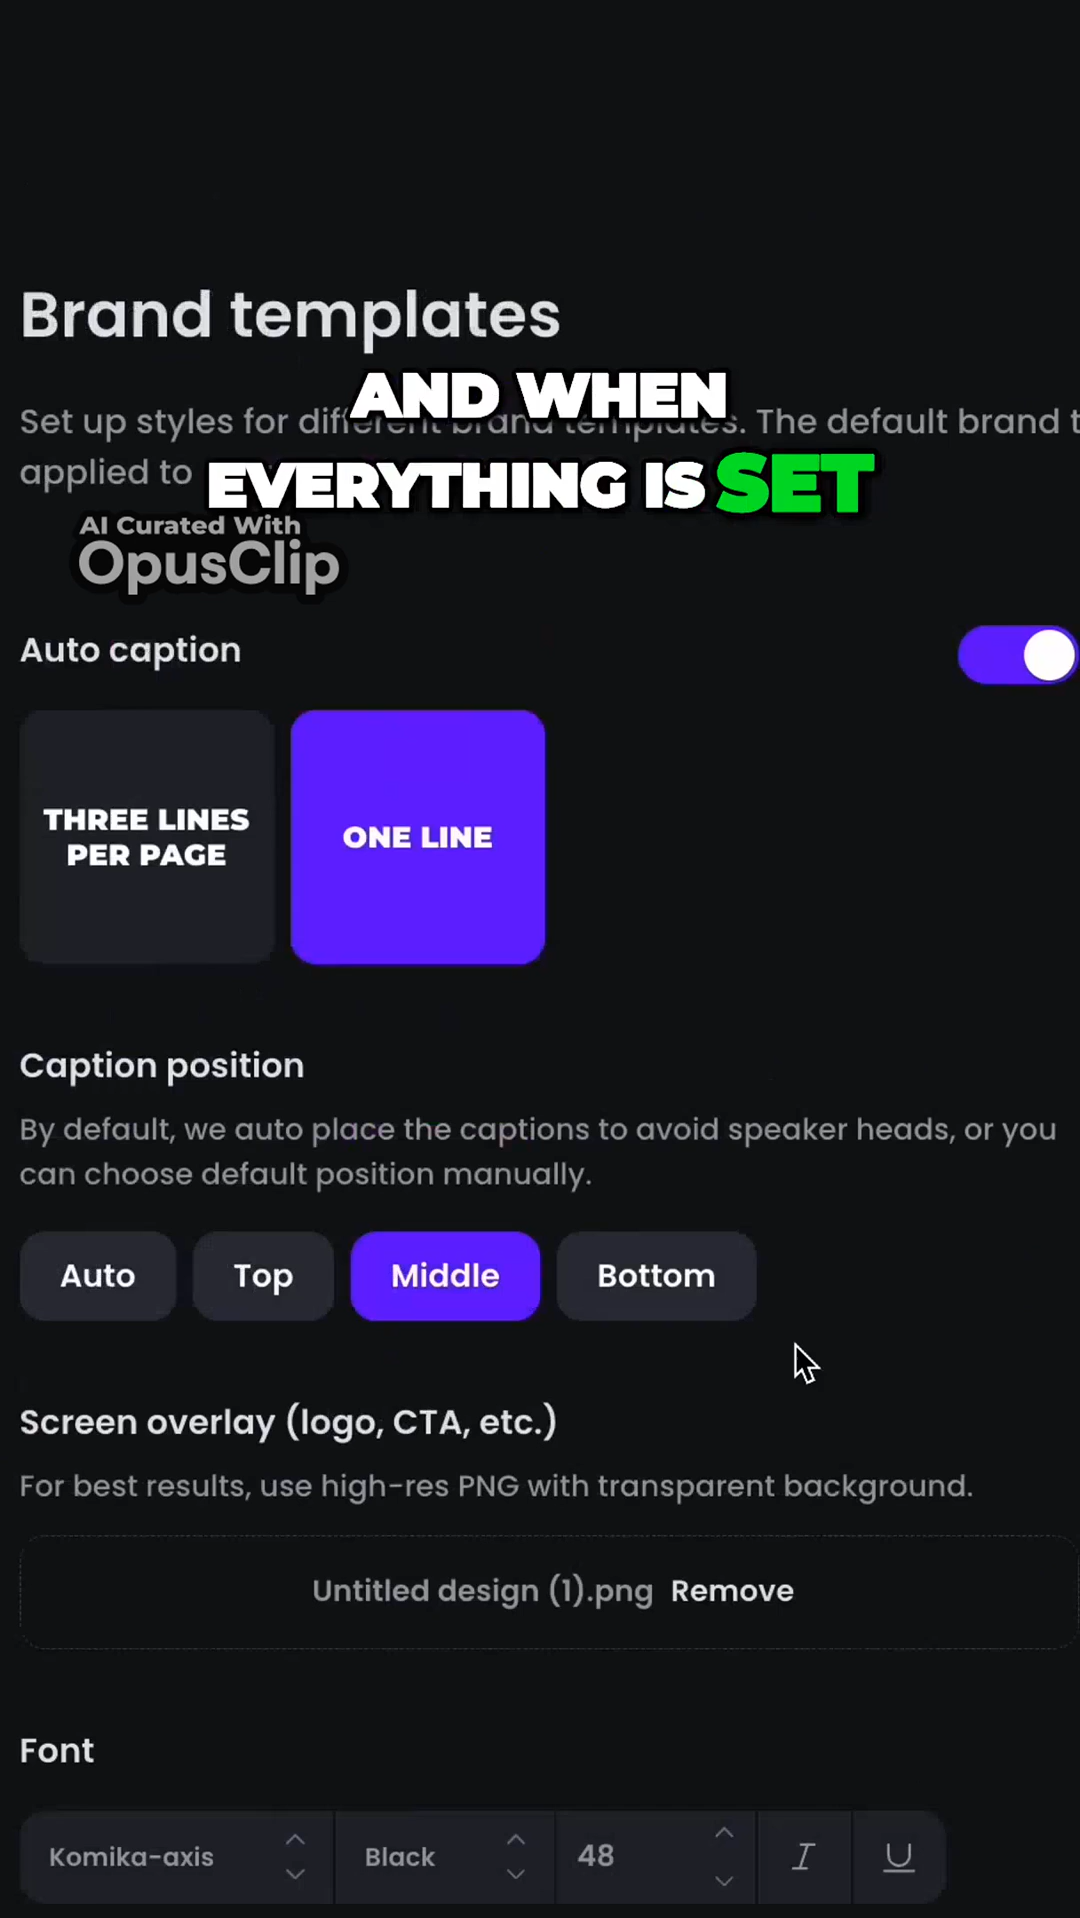 Brand templates
AND WHEN
Set up styles for different brand templates. The default brand t
applied to
EVERYTHING IS SET
AI Curated With
OpusClip
Auto caption
THREE LINES
PER PAGE
ONE LINE
Caption position
By default, we auto place the captions to avoid speaker heads, or you
can choose default position manually.
Auto Top Middle Bottom
Screen overlay (logo, CTA, etc.)
For best results, use high-res PNG with transparent background.
Untitled design (1).png Remove
Font
Komika-axis Black 48 I U